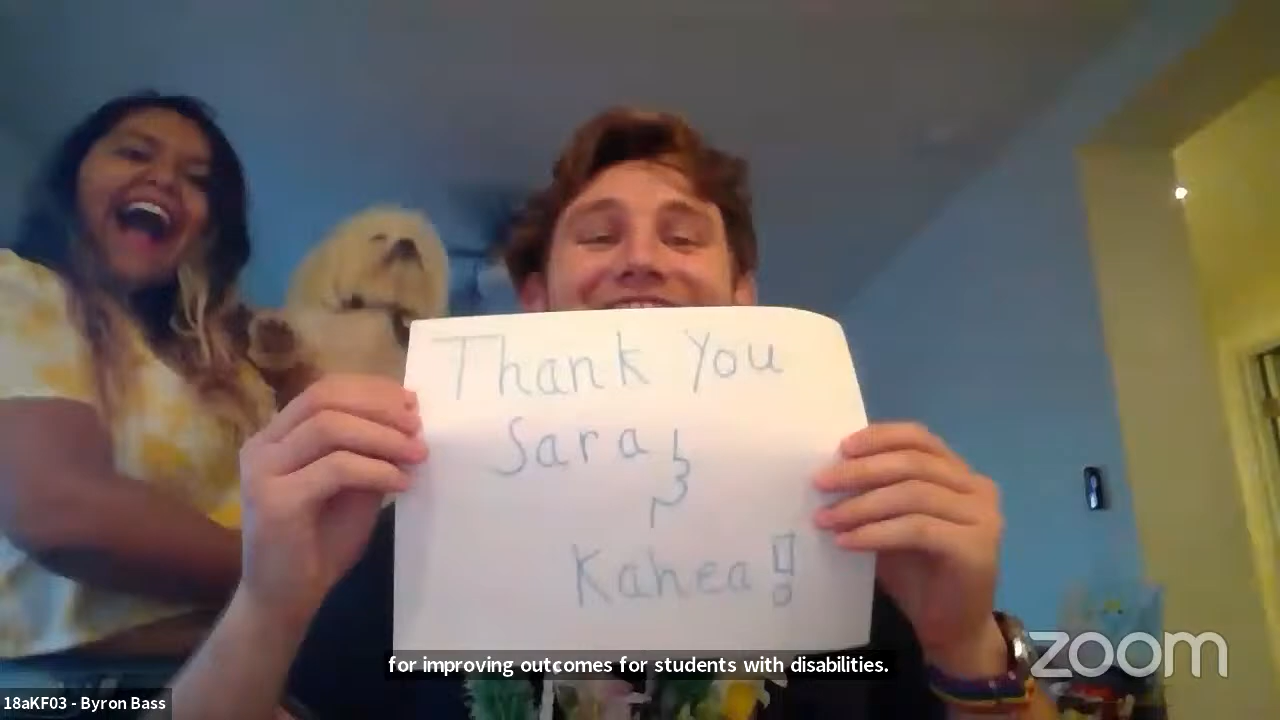 Thank You
Sara &
Kahea!
for improving outcomes for students with disabilities.
zoom
18aKF03 - Byron Bass